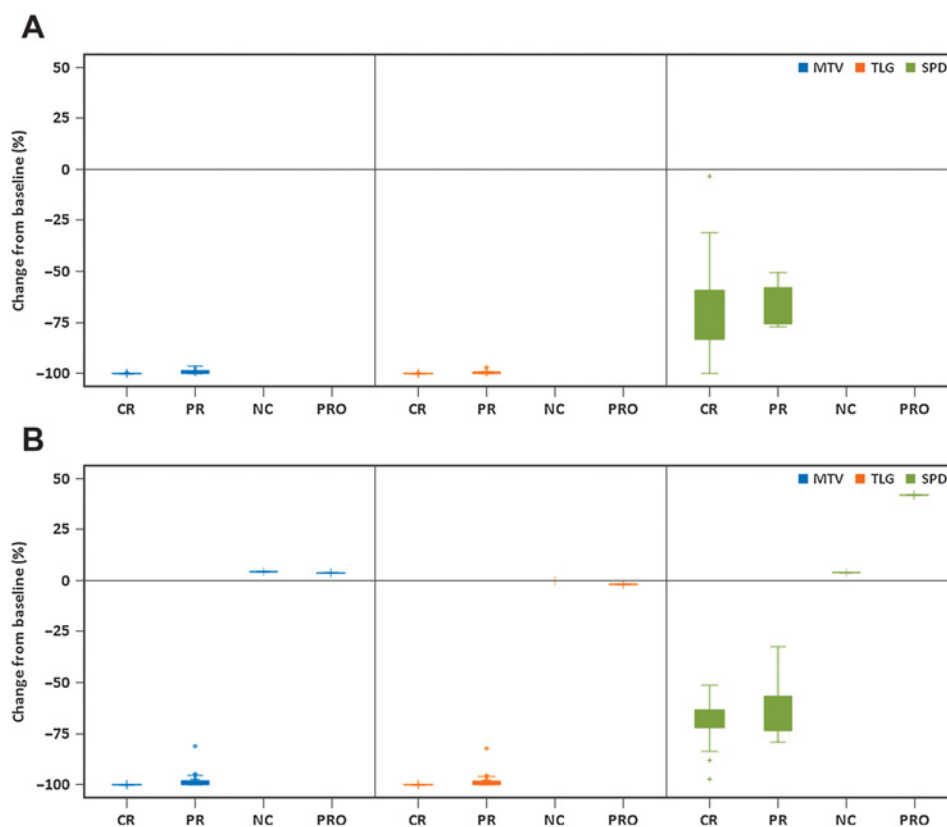 A
Change from baseline (%)
50
25
0
−25
−50
−75
−100
MTV TLG SPD
CR PR NC PRO CR PR NC PRO CR PR NC PRO
B
Change from baseline (%)
50
25
0
−25
−50
−75
−100
MTV TLG SPD
CR PR NC PRO CR PR NC PRO CR PR NC PRO